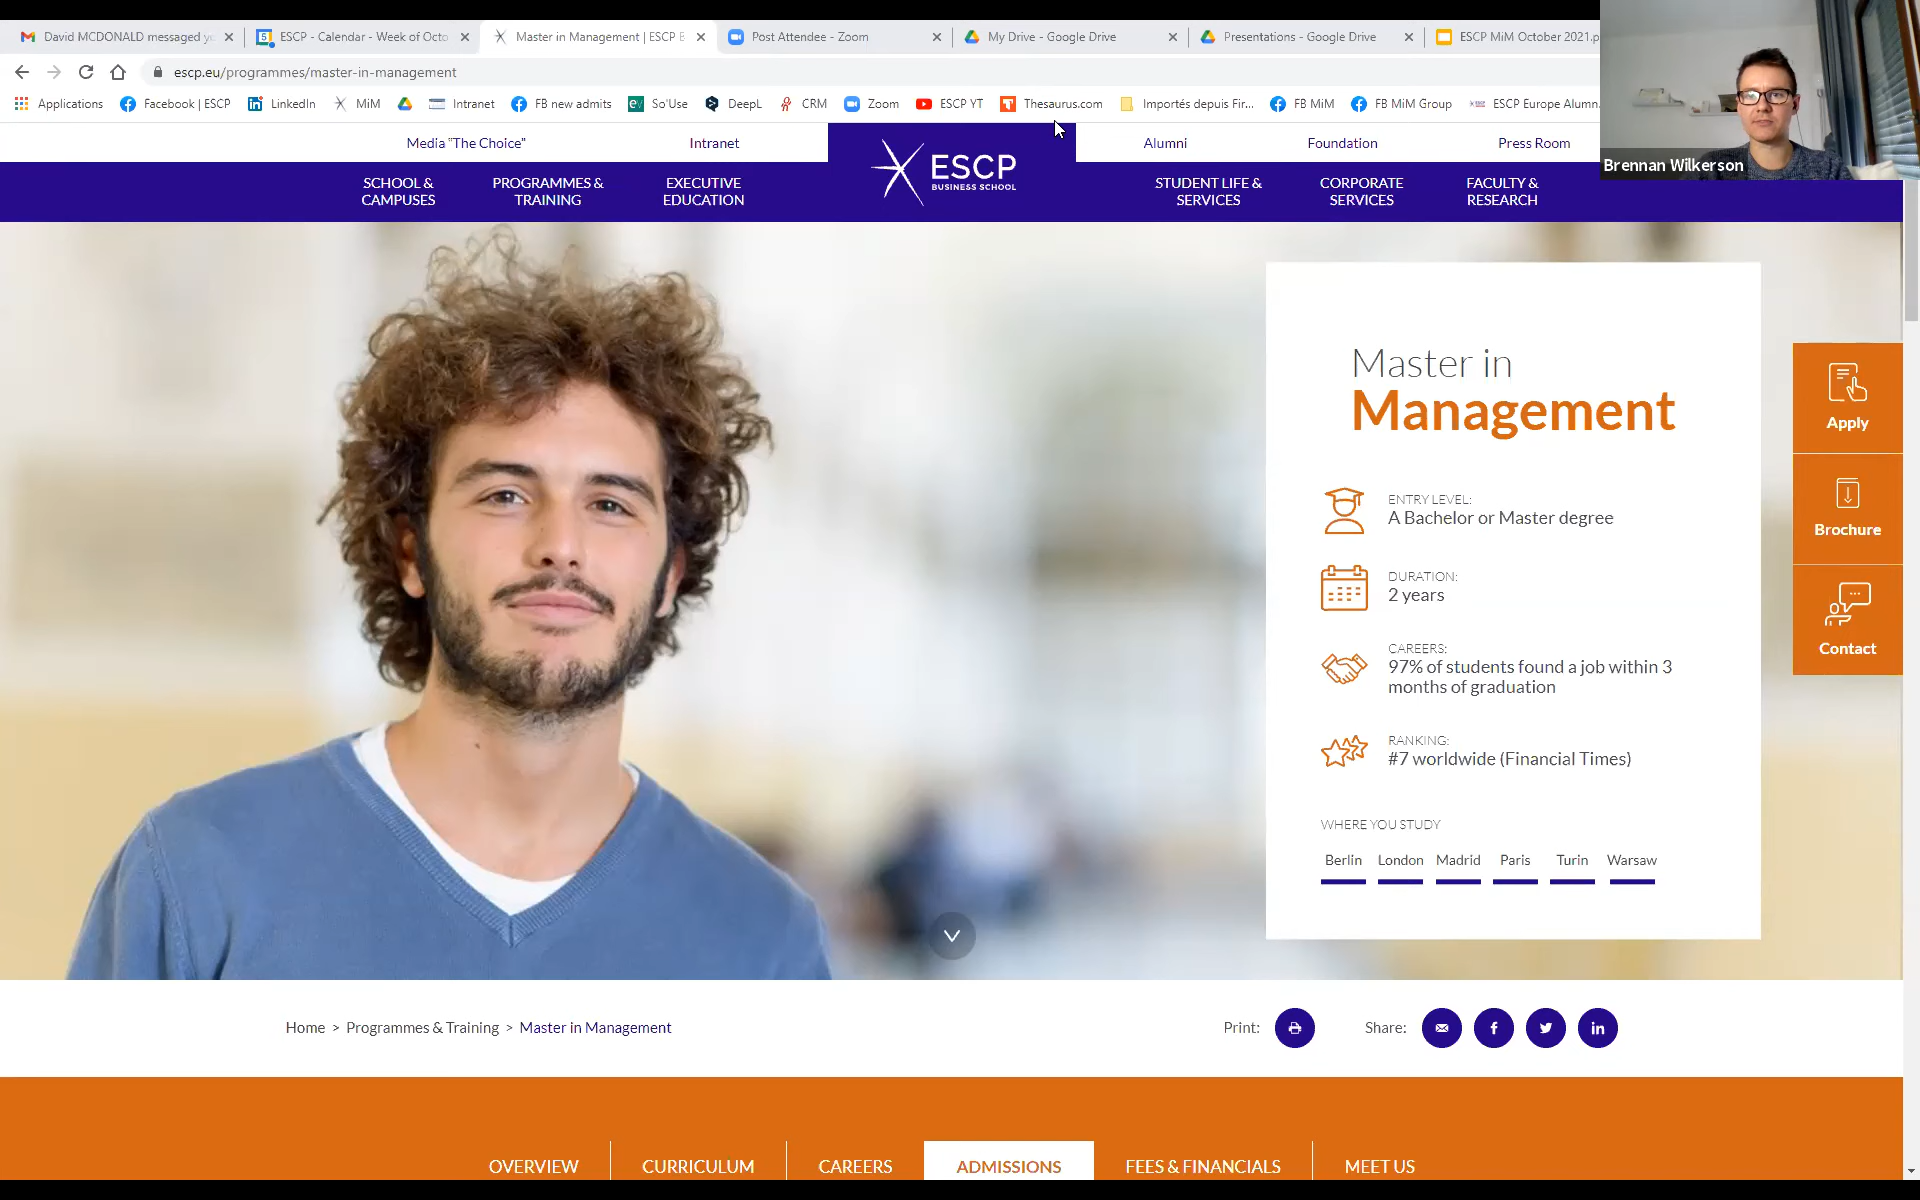 David MCDONALD messaged y
ESCP - Calendar - Week of Octo
Master in Management | ESCP B
Post Attendee - Zoom
My Drive - Google Drive
Presentations - Google Drive
ESCP MiM October 2021.p
escp.eu/programmes/master-in-management
Applications
Facebook | ESCP
LinkedIn
MiM
Intranet
FB new admits
So'Use
DeepL
CRM
Zoom
ESCP YT
Thesaurus.com
Importés depuis Fir...
FB MiM
FB MiM Group
ESCP Europe Alumn.
Brennan Wilkerson
Media "The Choice"
Intranet
Alumni
Foundation
Press Room
SCHOOL &
CAMPUSES
PROGRAMMES &
TRAINING
EXECUTIVE
EDUCATION
ESCP
BUSINESS SCHOOL
STUDENT LIFE &
SERVICES
CORPORATE
SERVICES
FACULTY &
RESEARCH
Master in
Management
ENTRY LEVEL:
A Bachelor or Master degree
DURATION:
2 years
CAREERS:
97% of students found a job within 3
months of graduation
RANKING:
#7 worldwide (Financial Times)
WHERE YOU STUDY
Berlin London Madrid Paris Turin Warsaw
Apply
Brochure
Contact
Home > Programmes & Training > Master in Management
Print:
Share:
OVERVIEW
CURRICULUM
CAREERS
ADMISSIONS
FEES & FINANCIALS
MEET US